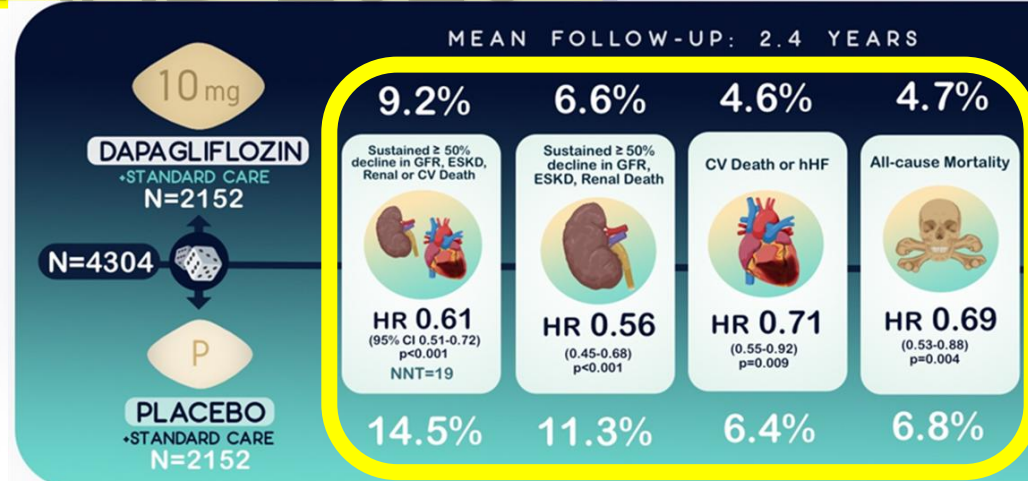 MEAN FOLLOW-UP: 2.4 YEARS
10 mg
DAPAGLIFLOZIN
+STANDARD CARE
N=2152
N=4304
P
PLACEBO
+STANDARD CARE
N=2152
9.2%
Sustained ≥ 50%
decline in GFR, ESKD,
Renal or CV Death
HR 0.61
(95% CI 0.51-0.72)
p<0.001
NNT=19
14.5%
6.6%
Sustained ≥ 50%
decline in GFR,
ESKD, Renal Death
HR 0.56
(0.45-0.68)
p<0.001
11.3%
4.6%
CV Death or hHF
HR 0.71
(0.55-0.92)
p=0.009
6.4%
4.7%
All-cause Mortality
HR 0.69
(0.53-0.88)
p=0.004
6.8%